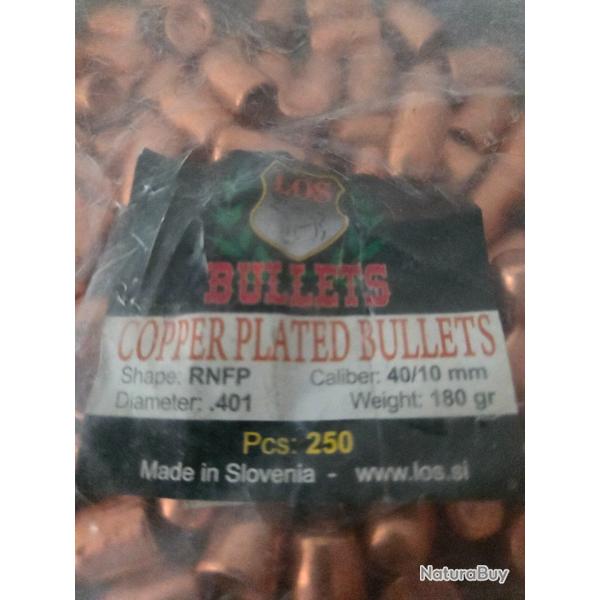 LOS
BULLETS
COPPER PLATED BULLETS
Shape: RNFP Caliber: 40/10 mm
Diameter: .401 Weight: 180 gr
Pcs: 250
Made in Slovenia - www.los.si
NaturaBuy